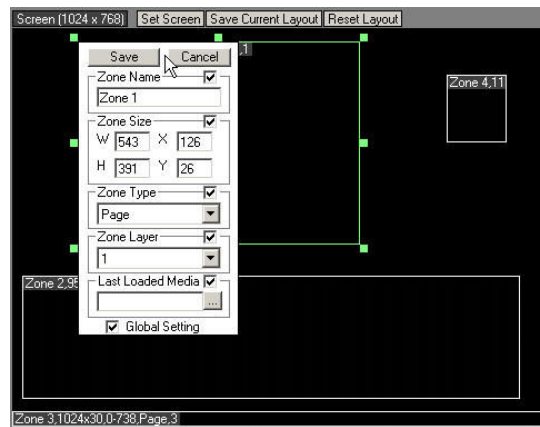 Screen (1024 x 768) Set Screen Save Current Layout Reset Layout
,1
Save Cancel
Zone Name
Zone 1
Zone 4,11
Zone Size
W 543 X 126
H 391 Y 26
Zone Type
Page
Zone Layer
1
Zone 2,95
Last Loaded Media
...
Global Setting
Zone 3,1024x30,0-738,Page,3